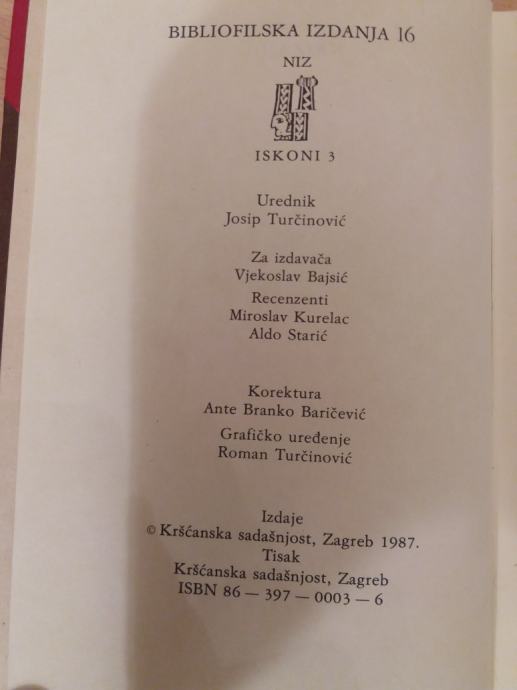 BIBLIOFILSKA IZDANJA 16
NIZ
ISKONI 3
Urednik
Josip Turčinović
Za izdavača
Vjekoslav Bajsić
Recenzenti
Miroslav Kurelac
Aldo Starić
Korektura
Ante Branko Baričević
Grafičko uređenje
Roman Turčinović
Izdaje
© Kršćanska sadašnjost, Zagreb 1987.
Tisak
Kršćanska sadašnjost, Zagreb
ISBN 86 — 397 — 0003 — 6